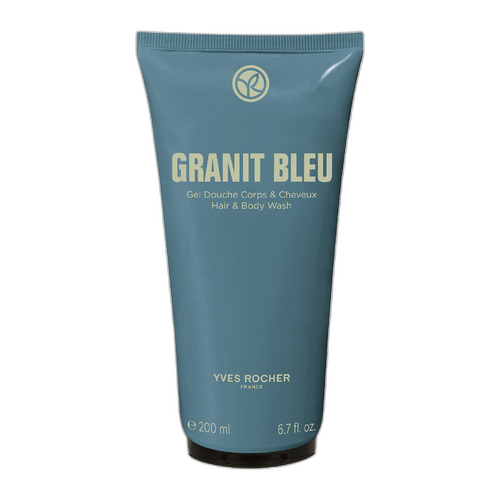 GRANIT BLEU
Gel Douche Corps & Cheveux
Hair & Body Wash
YVES ROCHER
FRANCE
℮ 200 ml 6.7 fl. oz.